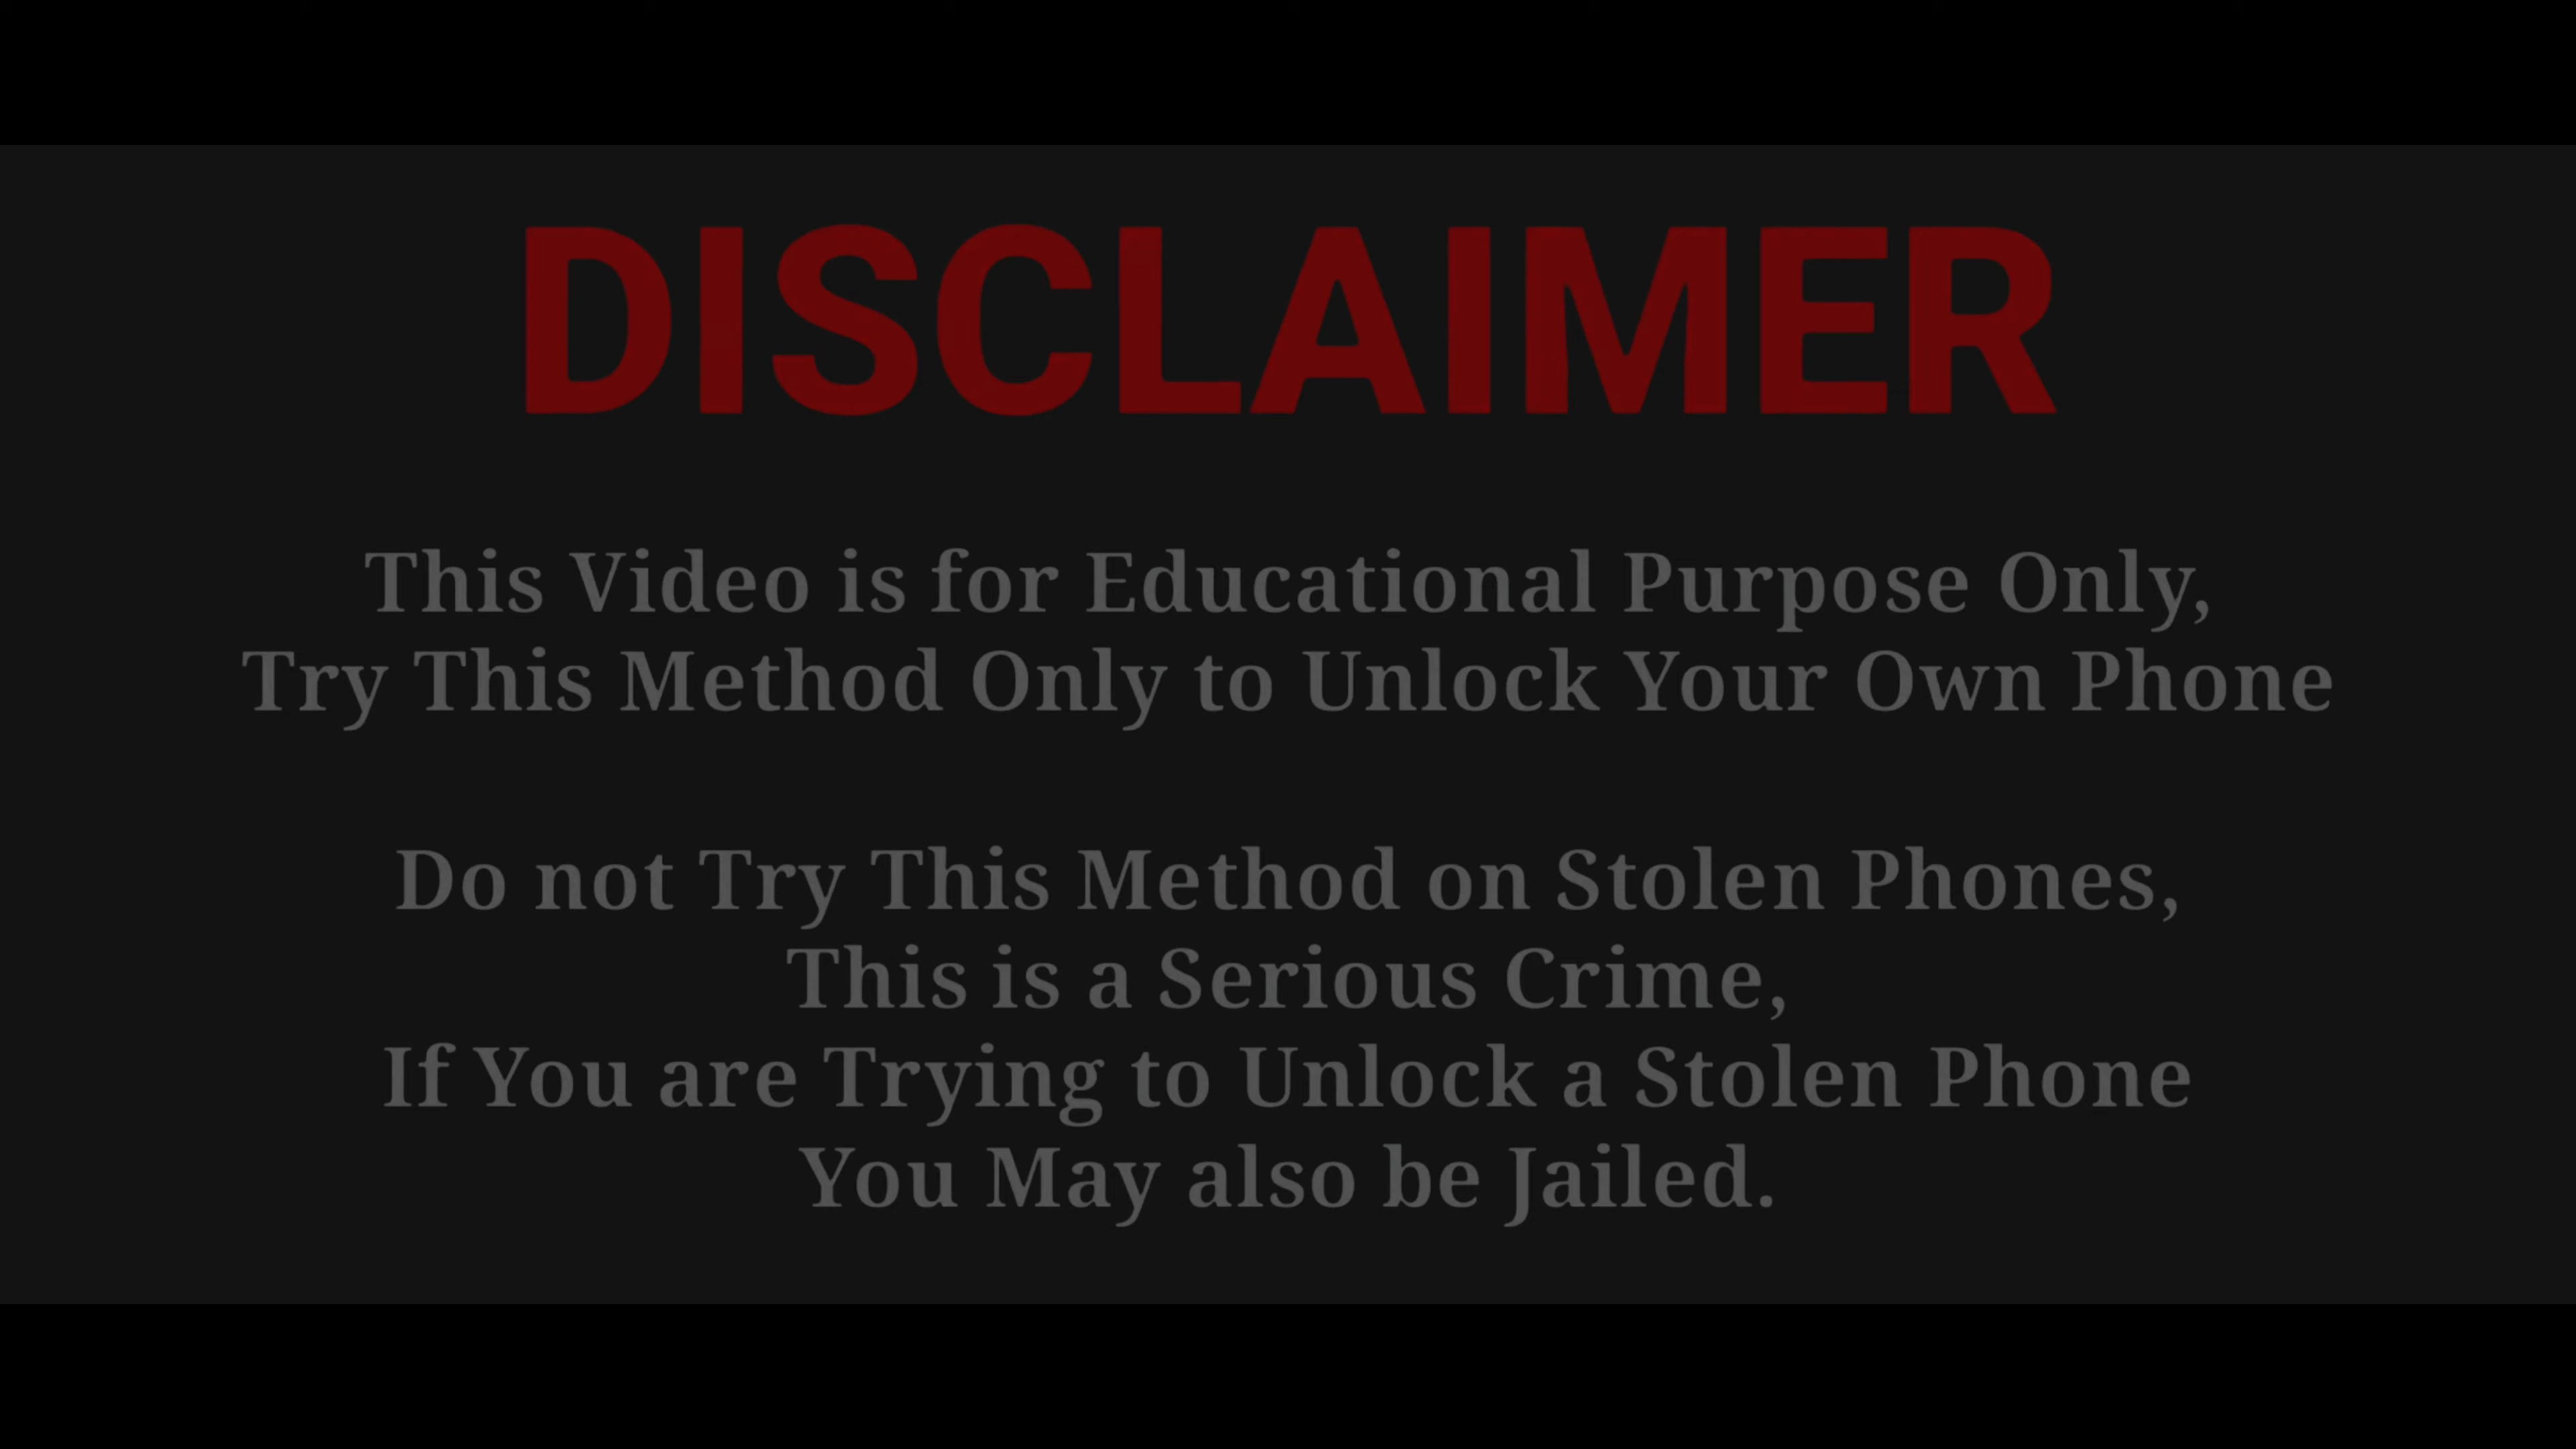 DISCLAIMER
This Video is for Educational Purpose Only,
Try This Method Only to Unlock Your Own Phone
Do not Try This Method on Stolen Phones,
This is a Serious Crime,
If You are Trying to Unlock a Stolen Phone
You May also be Jailed.